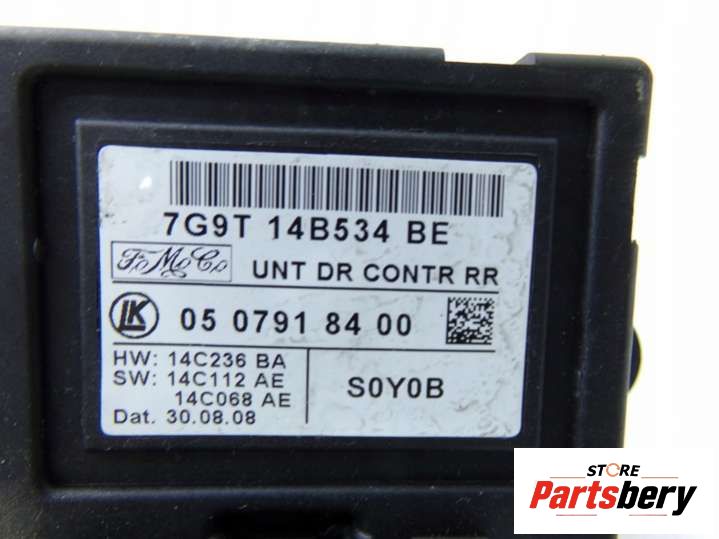 7G9T 14B534 BE
FoMoCo
UNT DR CONTR RR
LK
05 0791 84 00
HW: 14C236 BA
SW: 14C112 AE
14C068 AE
Dat. 30.08.08
S0Y0B
STORE
Partsbery